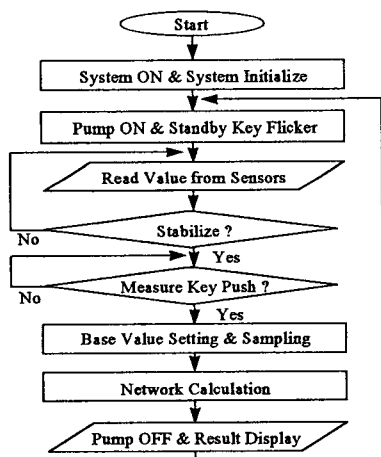 Start
System ON & System Initialize
Pump ON & Standby Key Flicker
Read Value from Sensors
Stabilize ?
No
Yes
Measure Key Push ?
No
Yes
Base Value Setting & Sampling
Network Calculation
Pump OFF & Result Display